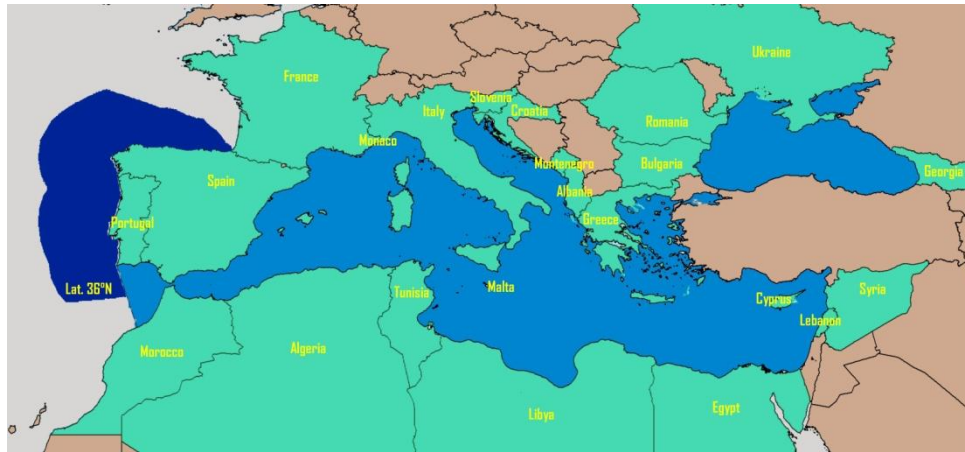 Ukraine
France
Slovenia
Italy
Croatia
Romania
Monaco
Montenegro
Bulgaria
Spain
Georgia
Albania
Portugal
Greece
Lat. 36°N
Tunisia
Malta
Cyprus
Syria
Lebanon
Morocco
Algeria
Libya
Egypt